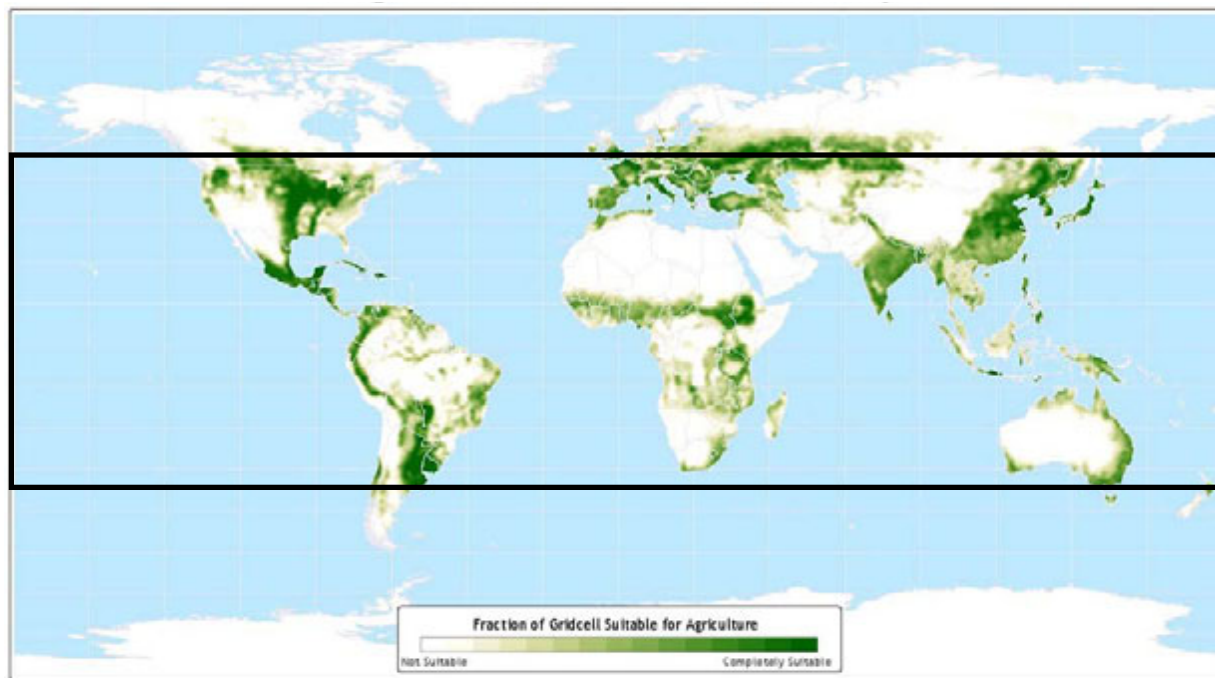 Fraction of Gridcell Suitable for Agriculture
Not Suitable
Completely Suitable